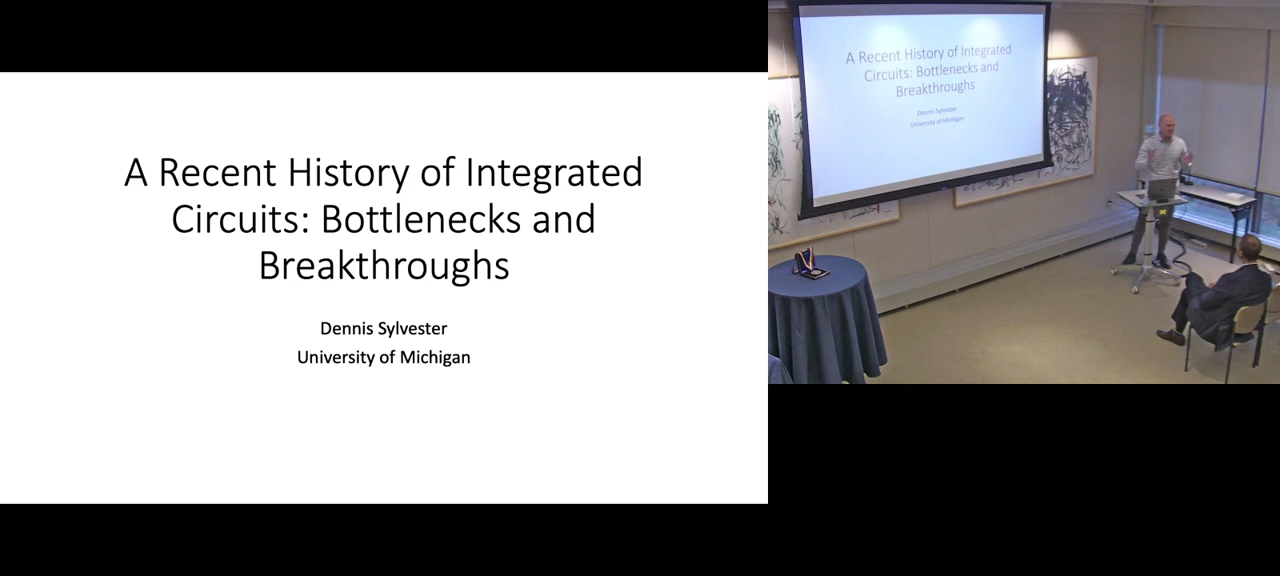 A Recent History of Integrated
Circuits: Bottlenecks and
Breakthroughs
Dennis Sylvester
University of Michigan
A Recent History of Integrated
Circuits: Bottlenecks and
Breakthroughs
Dennis Sylvester
University of Michigan